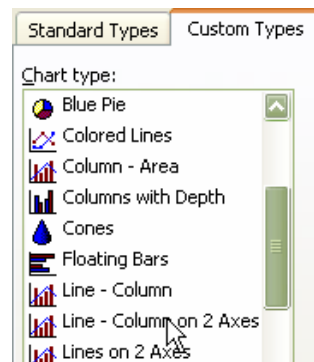 Standard Types Custom Types
Chart type:
Blue Pie
Colored Lines
Column - Area
Columns with Depth
Cones
Floating Bars
Line - Column
Line - Column on 2 Axes
Lines on 2 Axes